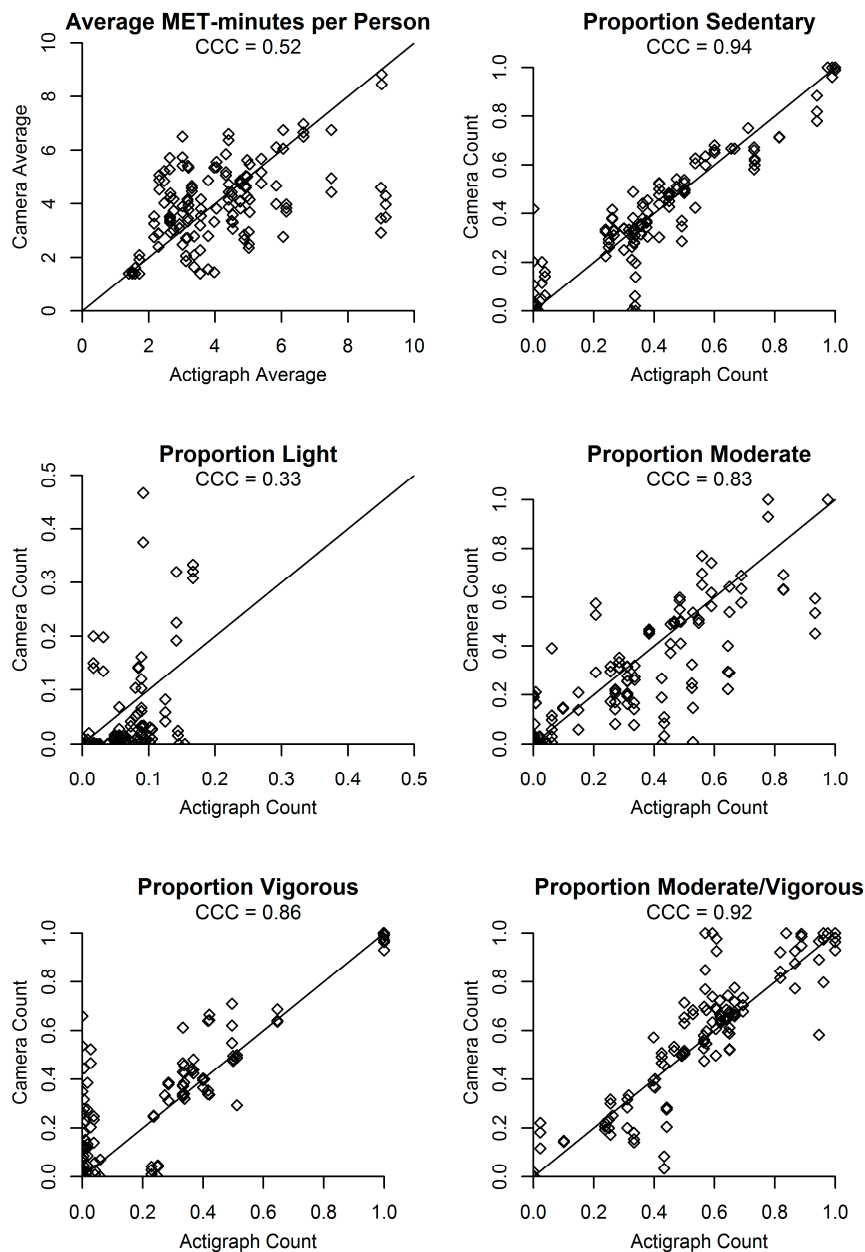 Average MET-minutes per Person
CCC = 0.52
Camera Average
0 2 4 6 8 10
0 2 4 6 8 10
Actigraph Average
Proportion Sedentary
CCC = 0.94
Camera Count
0.0 0.2 0.4 0.6 0.8 1.0
0.0 0.2 0.4 0.6 0.8 1.0
Actigraph Count
Proportion Light
CCC = 0.33
Camera Count
0.0 0.1 0.2 0.3 0.4 0.5
0.0 0.1 0.2 0.3 0.4 0.5
Actigraph Count
Proportion Moderate
CCC = 0.83
Camera Count
0.0 0.2 0.4 0.6 0.8 1.0
0.0 0.2 0.4 0.6 0.8 1.0
Actigraph Count
Proportion Vigorous
CCC = 0.86
Camera Count
0.0 0.2 0.4 0.6 0.8 1.0
0.0 0.2 0.4 0.6 0.8 1.0
Actigraph Count
Proportion Moderate/Vigorous
CCC = 0.92
Camera Count
0.0 0.2 0.4 0.6 0.8 1.0
0.0 0.2 0.4 0.6 0.8 1.0
Actigraph Count